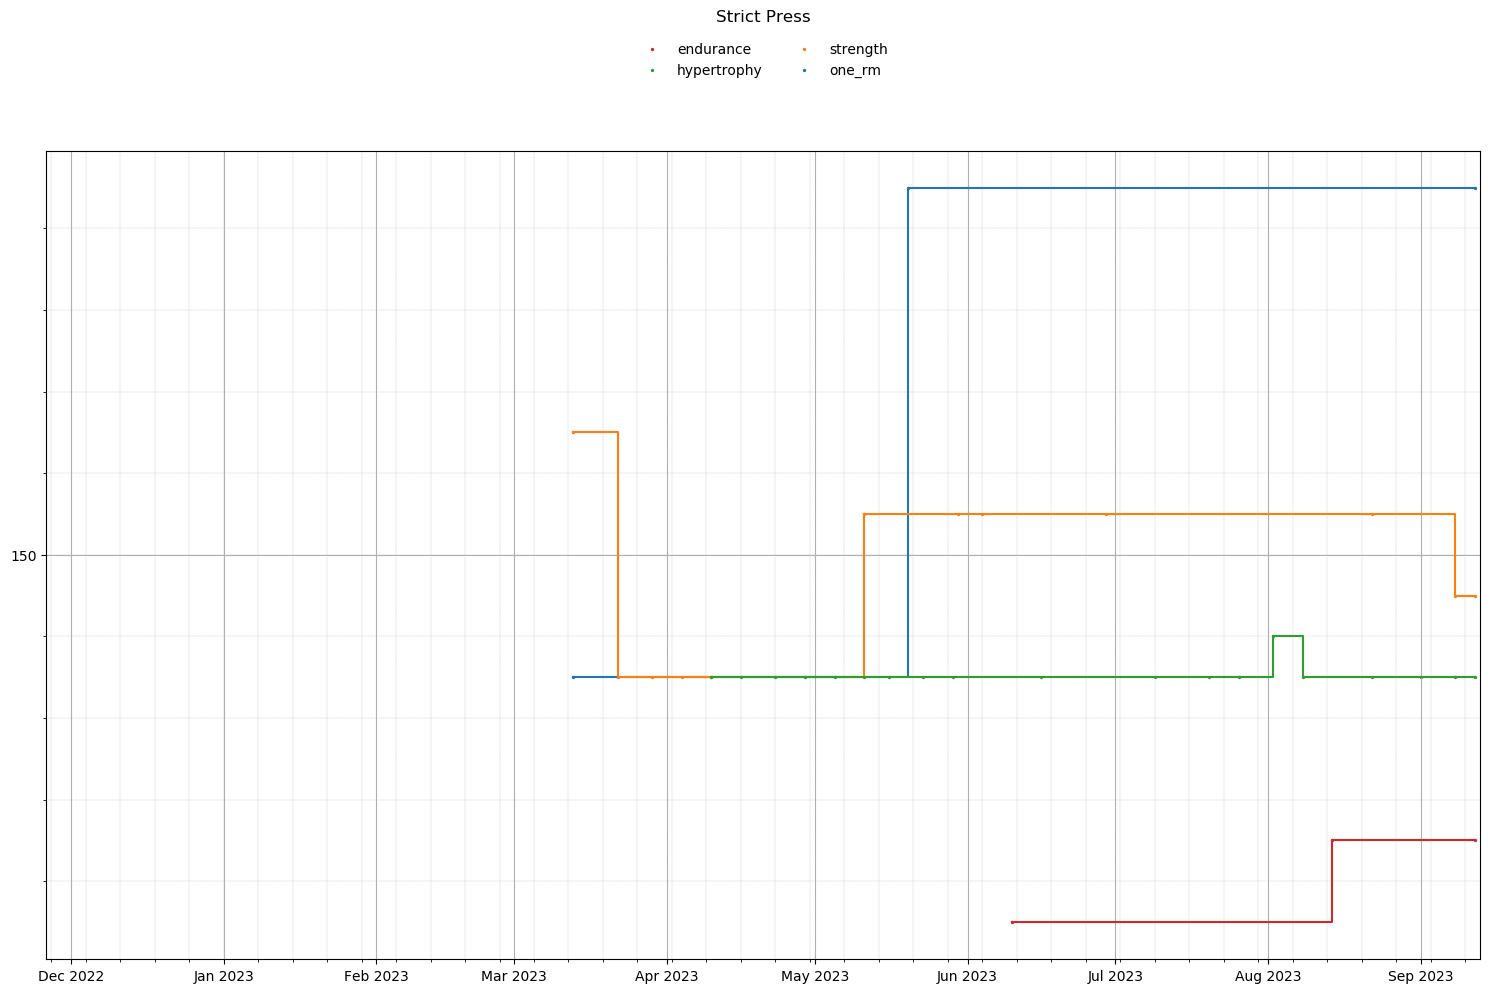 Strict Press
endurance
strength
hypertrophy
one_rm
150
Dec 2022
Jan 2023
Feb 2023
Mar 2023
Apr 2023
May 2023
Jun 2023
Jul 2023
Aug 2023
Sep 2023